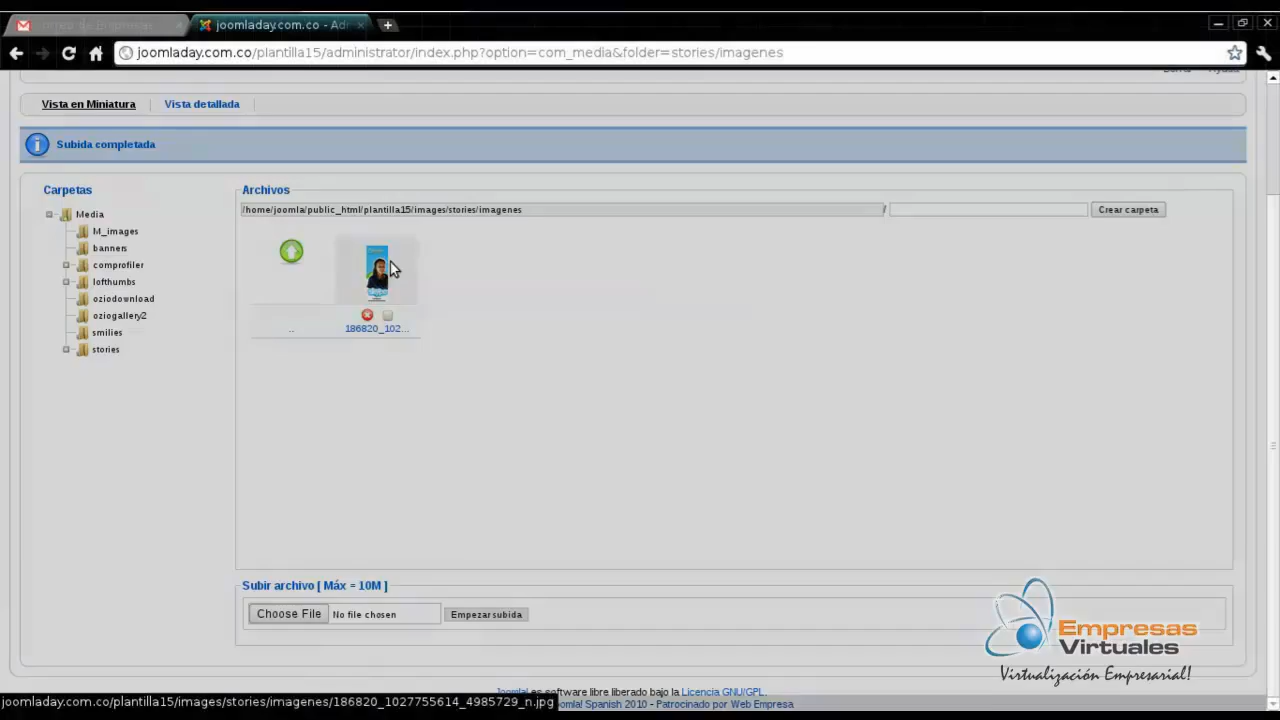 joomladay.com.co - Adr
joomladay.com.co/plantilla15/administrator/index.php?option=com_media&folder=stories/imagenes
Vista en Miniatura
Vista detallada
Subida completada
Carpetas
Media
M_images
banners
comprofiler
lofthumbs
oziodownload
oziogallery2
smilies
stories
Archivos
/home/joomla/public_html/plantilla15/images/stories/imagenes
/
Crear carpeta
..
186820_102...
Subir archivo [ Máx = 10M ]
Choose File No file chosen
Empezar subida
Empresas
Virtuales
Virtualización Empresarial!
Joomla! es software libre liberado bajo la Licencia GNU/GPL.
joomladay.com.co/plantilla15/images/stories/imagenes/186820_1027755614_4985729_n.jpg
Spanish 2010 - Patrocinado por Web Empresa